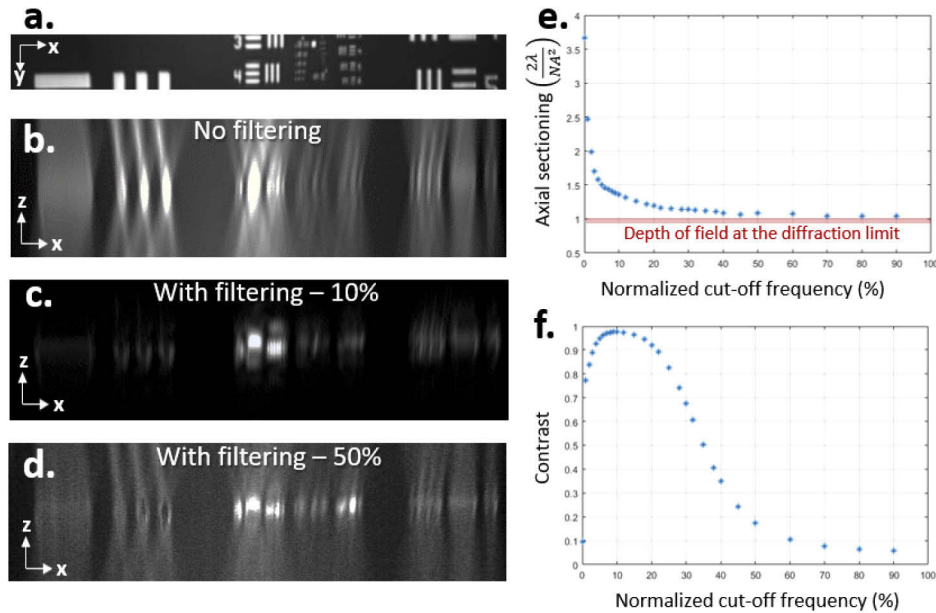 a.
x
y
3
4
5
b.
No filtering
z
x
c.
With filtering – 10%
z
x
d.
With filtering – 50%
z
x
e.
Axial sectioning (2λ/NA²)
4
3.5
3
2.5
2
1.5
1
0.5
Depth of field at the diffraction limit
0 10 20 30 40 50 60 70 80 90 100
Normalized cut-off frequency (%)
f.
Contrast
1
0.9
0.8
0.7
0.6
0.5
0.4
0.3
0.2
0.1
0
0 10 20 30 40 50 60 70 80 90 100
Normalized cut-off frequency (%)